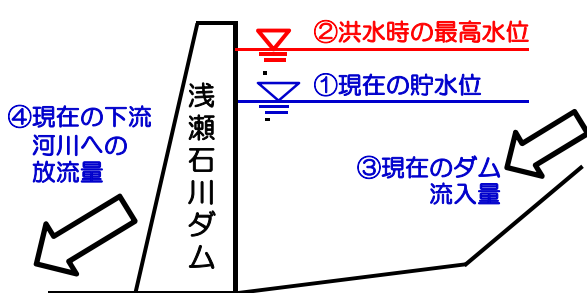 ②洪水時の最高水位
①現在の貯水位
④現在の下流
河川への
放流量
浅瀬石川ダム
③現在のダム
流入量